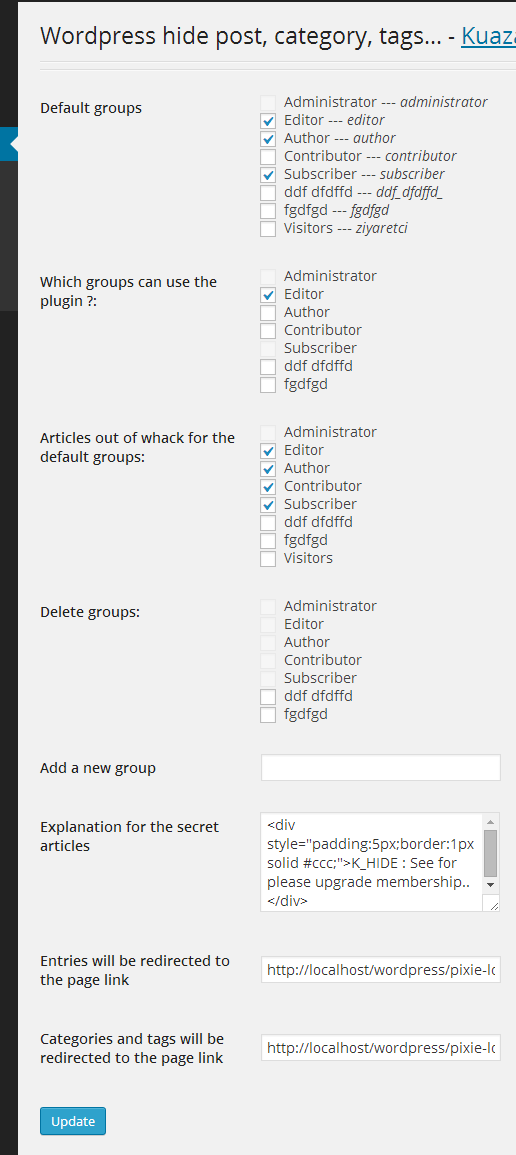 Wordpress hide post, category, tags... - Kuaza
Default groups
Administrator --- administrator
Editor --- editor
Author --- author
Contributor --- contributor
Subscriber --- subscriber
ddf dfdffd --- ddf_dfdffd_
fgdfgd --- fgdfgd
Visitors --- ziyaretci
Which groups can use the
plugin ?:
Administrator
Editor
Author
Contributor
Subscriber
ddf dfdffd
fgdfgd
Articles out of whack for the
default groups:
Administrator
Editor
Author
Contributor
Subscriber
ddf dfdffd
fgdfgd
Visitors
Delete groups:
Administrator
Editor
Author
Contributor
Subscriber
ddf dfdffd
fgdfgd
Add a new group
Explanation for the secret
articles
<div
style="padding:5px;border:1px
solid #ccc;">K_HIDE : See for
please upgrade membership..
</div>
Entries will be redirected to
the page link
http://localhost/wordpress/pixie-lo
Categories and tags will be
redirected to the page link
http://localhost/wordpress/pixie-lo
Update